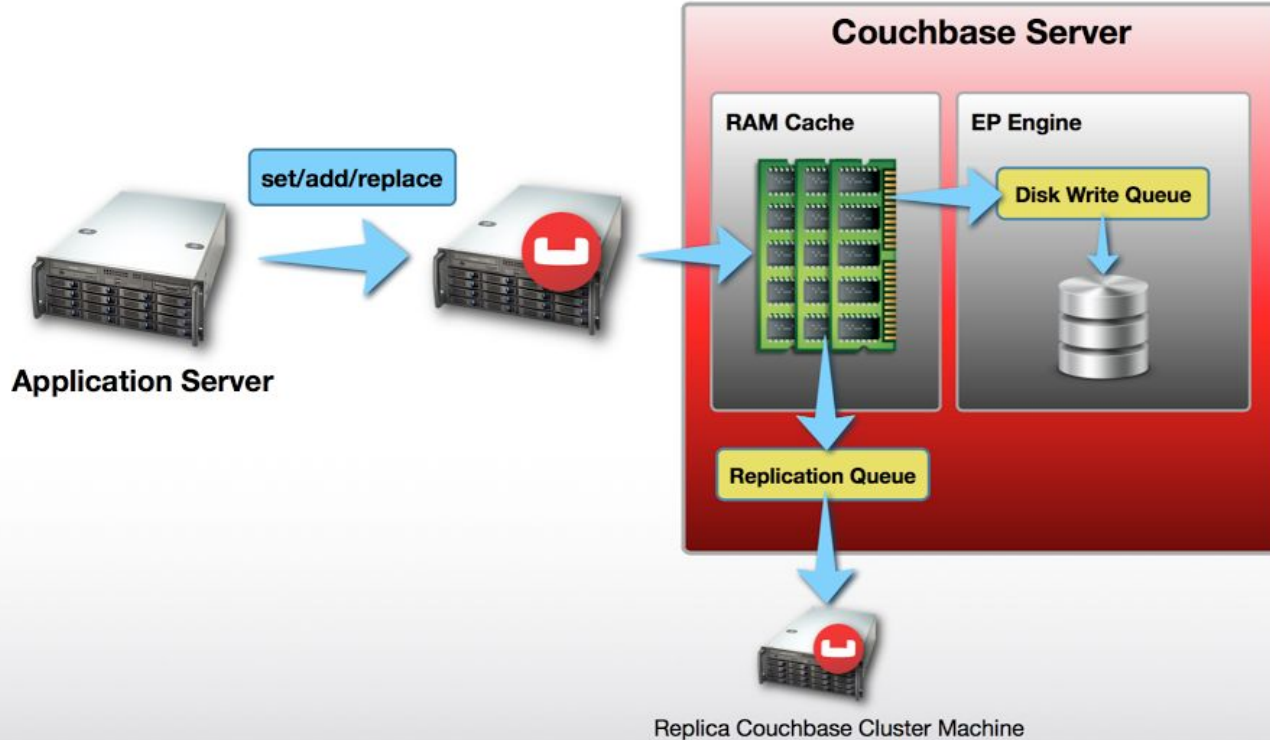 Couchbase Server
RAM Cache
EP Engine
set/add/replace
Disk Write Queue
Application Server
Replication Queue
Replica Couchbase Cluster Machine